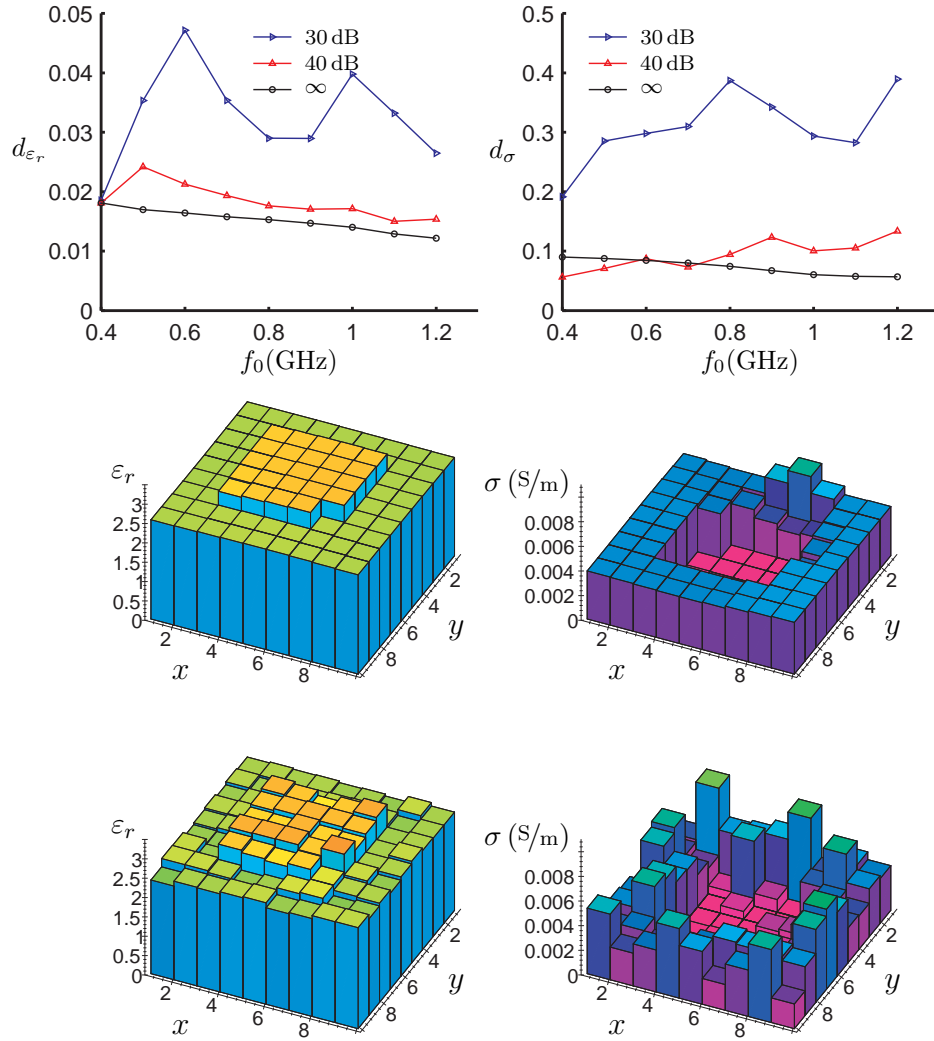 0.05
0.04
0.03
0.02
0.01
0
d_{ε_r}
30 dB
40 dB
∞
0.4 0.6 0.8 1 1.2
f_0(GHz)
0.5
0.4
0.3
0.2
0.1
0
d_σ
30 dB
40 dB
∞
0.4 0.6 0.8 1 1.2
f_0(GHz)
ε_r
3
2.5
2
1.5
1
0.5
0
2 4 6 8
x
2 4 6 8
y
σ (S/m)
0.008
0.006
0.004
0.002
0
2 4 6 8
x
2 4 6 8
y
ε_r
3
2.5
2
1.5
1
0.5
0
2 4 6 8
x
2 4 6 8
y
σ (S/m)
0.008
0.006
0.004
0.002
0
2 4 6 8
x
2 4 6 8
y